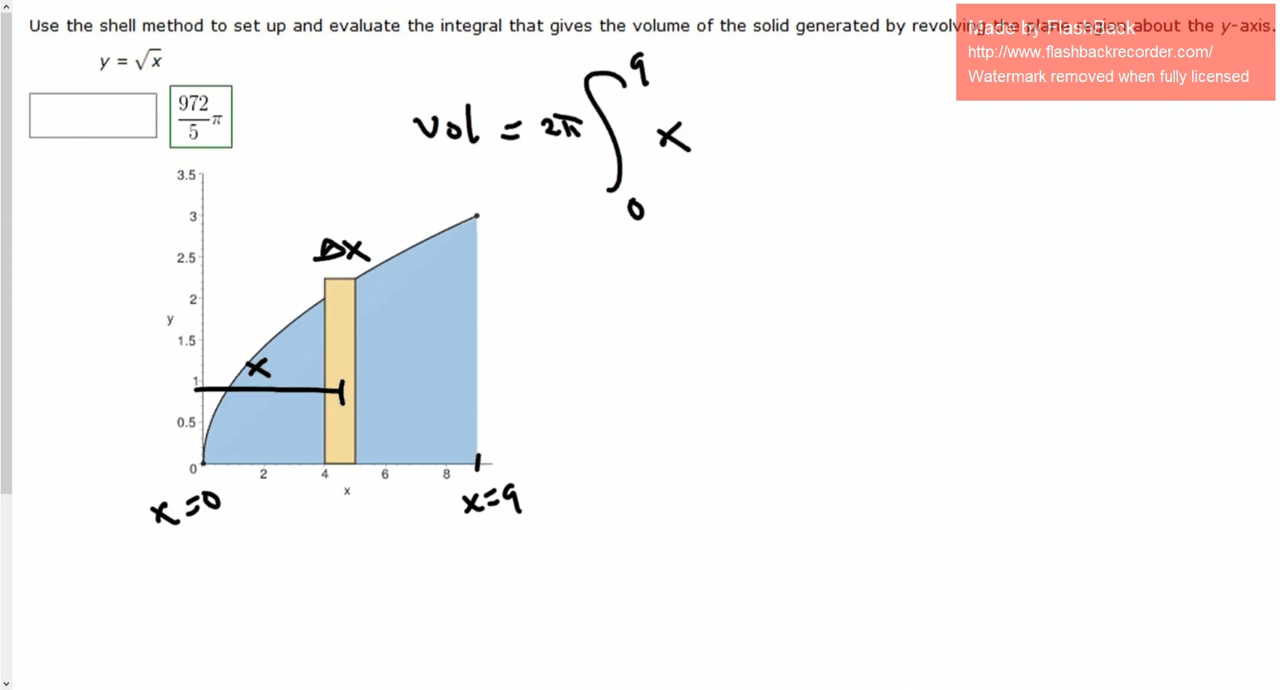 Use the shell method to set up and evaluate the integral that gives the volume of the solid generated by revolving the plane region about the y-axis.
Made by FlashBack
http://www.flashbackrecorder.com/
Watermark removed when fully licensed
y = √x
972
5
π
vol = 2π ∫ 9 0 x
3.5
3
2.5
2
1.5
1
0.5
0
y
Δx
x
2
4
6
8
x
x=0
x=9